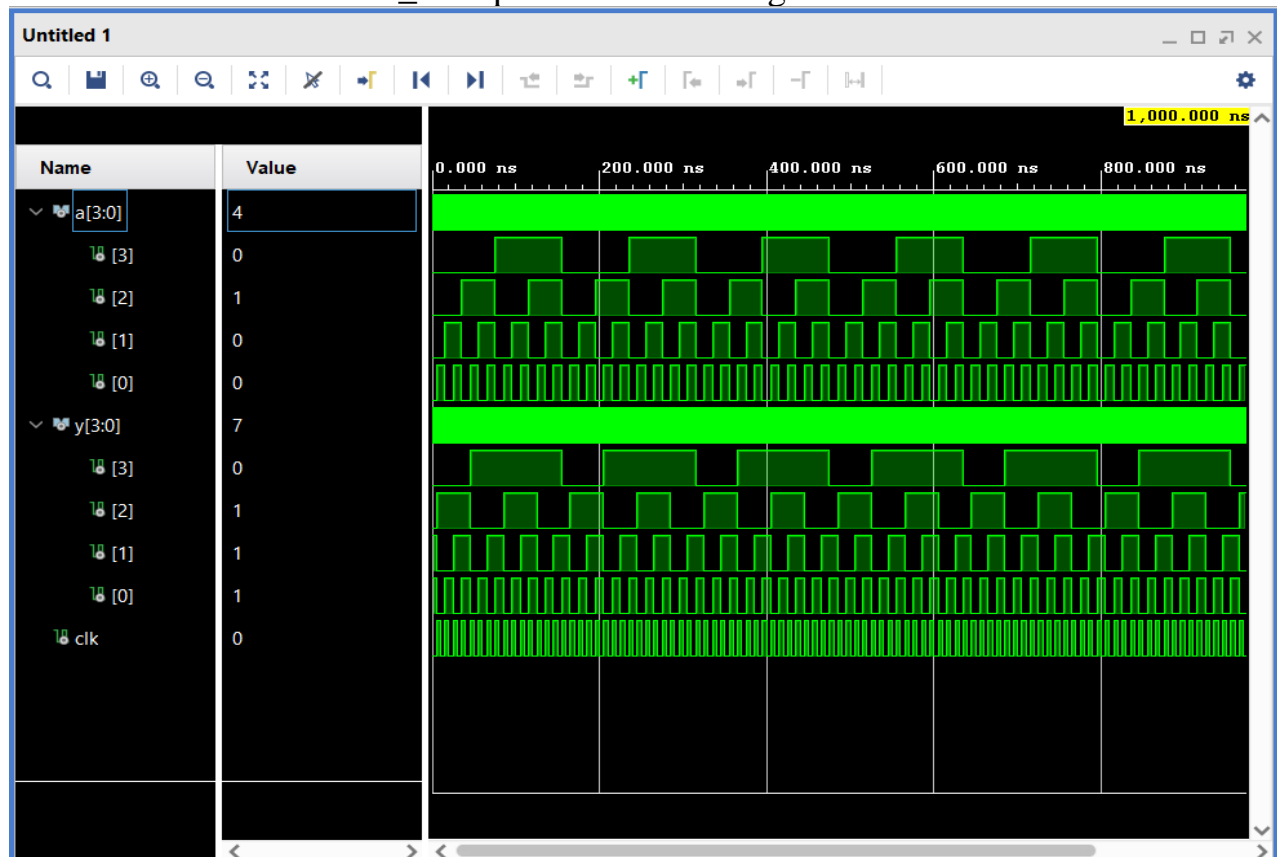 Untitled 1
1,000.000 ns
Name Value
0.000 ns 200.000 ns 400.000 ns 600.000 ns 800.000 ns
a[3:0] 4
[3] 0
[2] 1
[1] 0
[0] 0
y[3:0] 7
[3] 0
[2] 1
[1] 1
[0] 1
clk 0